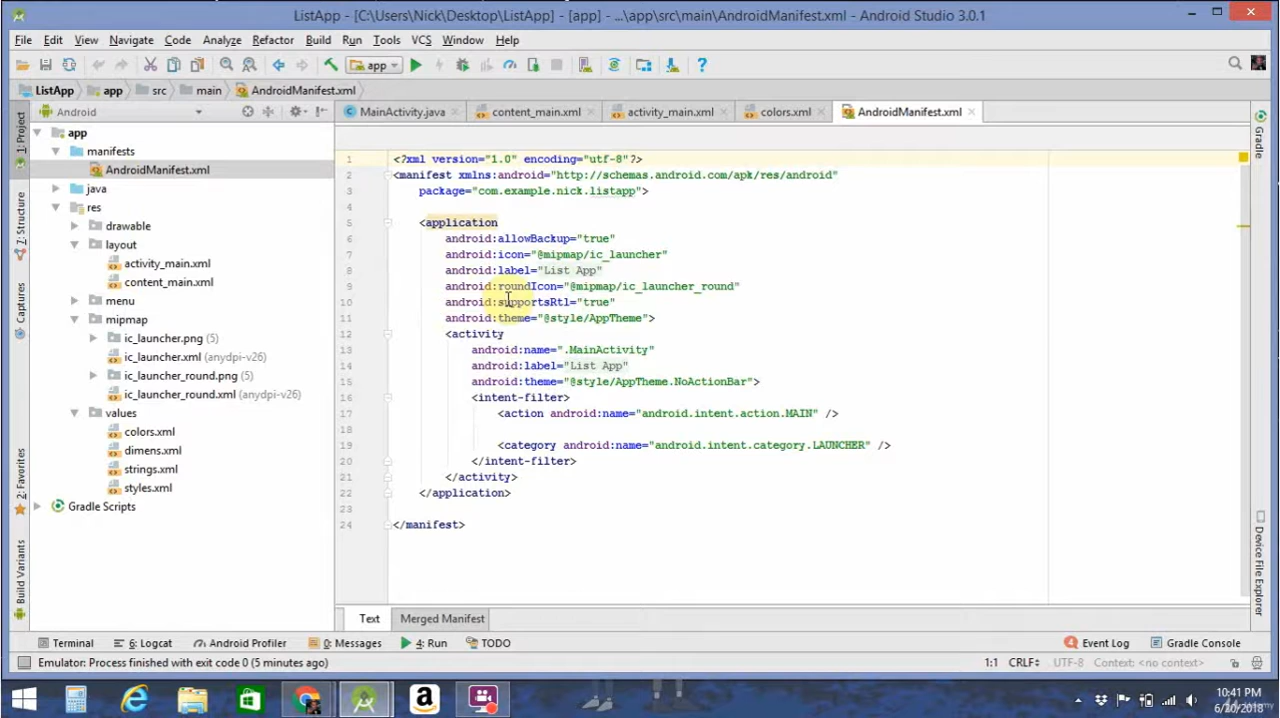 ListApp - [C:\Users\Nick\Desktop\ListApp] - [app] - ...\app\src\main\AndroidManifest.xml - Android Studio 3.0.1
File Edit View Navigate Code Analyze Refactor Build Run Tools VCS Window Help
app
ListApp app src main AndroidManifest.xml
Android
MainActivity.java content_main.xml activity_main.xml colors.xml AndroidManifest.xml
1: Project
7: Structure
Captures
2: Favorites
Build Variants
app
manifests
AndroidManifest.xml
java
res
drawable
layout
activity_main.xml
content_main.xml
menu
mipmap
ic_launcher.png (5)
ic_launcher.xml (anydpi-v26)
ic_launcher_round.png (5)
ic_launcher_round.xml (anydpi-v26)
values
colors.xml
dimens.xml
strings.xml
styles.xml
Gradle Scripts
1 <?xml version="1.0" encoding="utf-8"?>
2 <manifest xmlns:android="http://schemas.android.com/apk/res/android"
3 package="com.example.nick.listapp">
4
5 <application
6 android:allowBackup="true"
7 android:icon="@mipmap/ic_launcher"
8 android:label="List App"
9 android:roundIcon="@mipmap/ic_launcher_round"
10 android:supportsRtl="true"
11 android:theme="@style/AppTheme">
12 <activity
13 android:name=".MainActivity"
14 android:label="List App"
15 android:theme="@style/AppTheme.NoActionBar">
16 <intent-filter>
17 <action android:name="android.intent.action.MAIN" />
18
19 <category android:name="android.intent.category.LAUNCHER" />
20 </intent-filter>
21 </activity>
22 </application>
23
24 </manifest>
Gradle
Device File Explorer
Text Merged Manifest
Terminal 6: Logcat Android Profiler 0: Messages 4: Run TODO Event Log Gradle Console
Emulator: Process finished with exit code 0 (5 minutes ago) 1:1 CRLF UTF-8 Context: <no context>
10:41 PM
6/20/2018